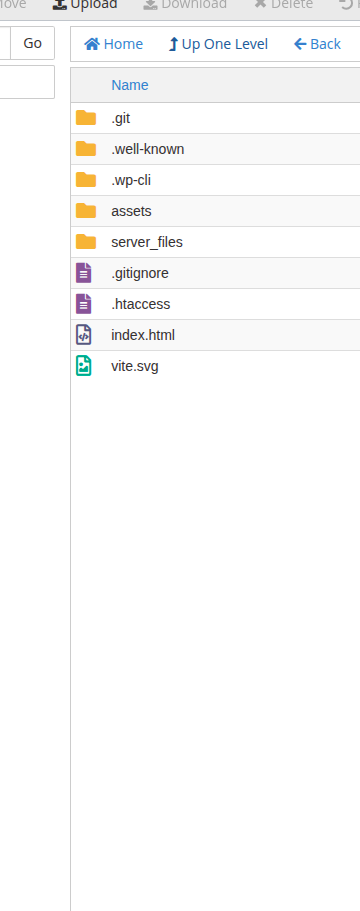 Move Upload Download Delete
Go Home Up One Level Back
Name
.git
.well-known
.wp-cli
assets
server_files
.gitignore
.htaccess
index.html
vite.svg